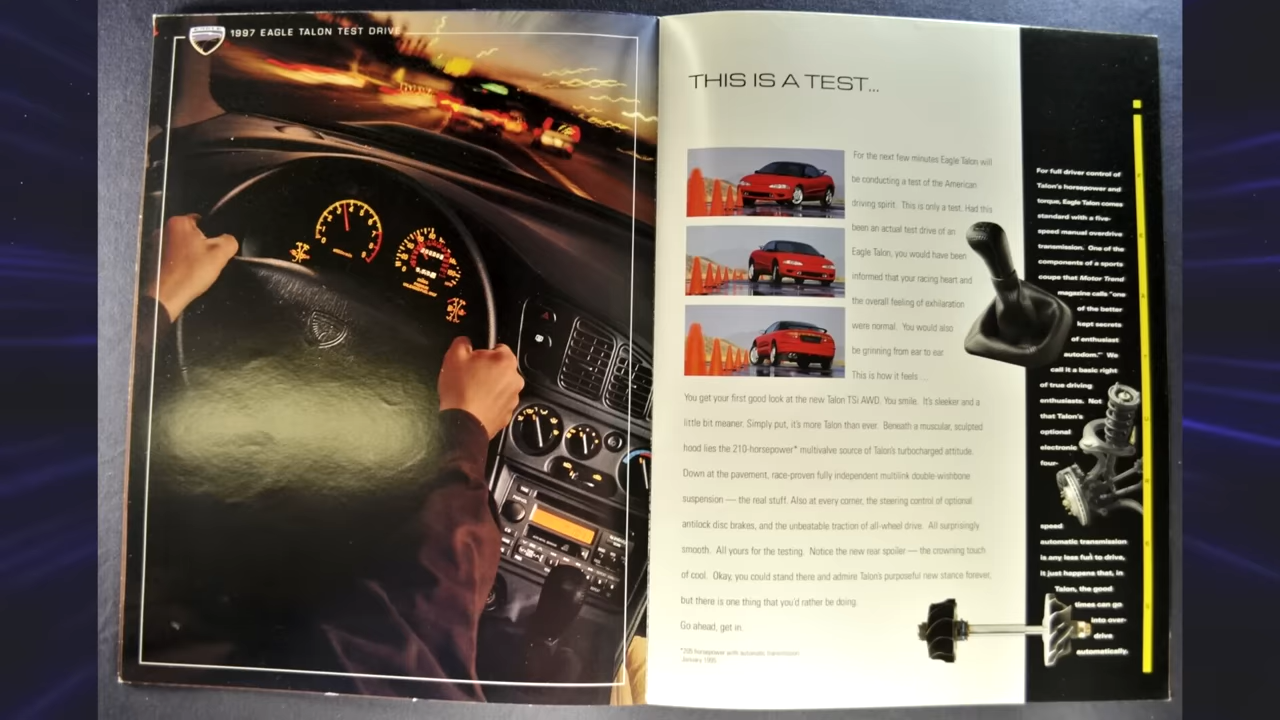 1997 EAGLE TALON TEST DRIVE
THIS IS A TEST...
For the next few minutes Eagle Talon will
be conducting a test of the American
driving spirit. This is only a test. Had this
been an actual test drive of an
Eagle Talon, you would have been
informed that your racing heart and
the overall feeling of exhilaration
were normal. You would also
be grinning from ear to ear.
This is how it feels ...
You get your first good look at the new Talon TSi AWD. You smile. It's sleeker and a
little bit meaner. Simply put, it's more Talon than ever. Beneath a muscular, sculpted
hood lies the 210-horsepower* multivalve source of Talon's turbocharged attitude.
Down at the pavement, race-proven fully independent multilink double-wishbone
suspension — the real stuff. Also at every corner, the steering control of optional
antilock disc brakes, and the unbeatable traction of all-wheel drive. All surprisingly
smooth. All yours for the testing. Notice the new rear spoiler — the crowning touch
of cool. Okay, you could stand there and admire Talon's purposeful new stance forever,
but there is one thing that you'd rather be doing.
Go ahead, get in.
*205 horsepower with automatic transmission.
January 1995
For full driver control of
Talon's horsepower and
torque, Eagle Talon comes
standard with a five-
speed manual overdrive
transmission. One of the
components of a sports
coupe that Motor Trend
magazine calls "one
of the better
kept secrets
of enthusiast
autodom." We
call it a basic right
of true driving
enthusiasts. Not
that Talon's
optional
electronic
four-
speed
automatic transmission
is any less fun to drive,
it just happens that, in
Talon, the good
times can go
into over-
drive
automatically.